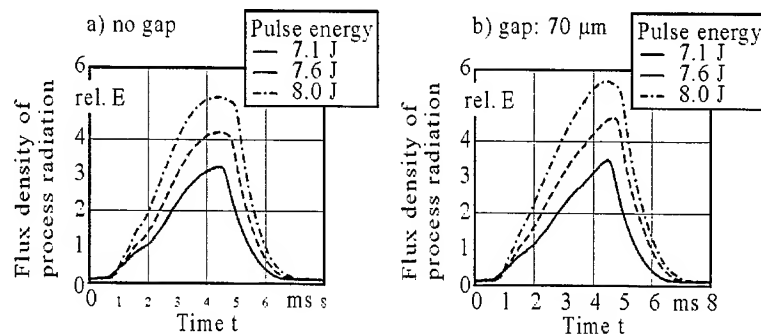 a) no gap
Pulse energy
7.1 J
7.6 J
8.0 J
Flux density of
process radiation
6
rel. E
4
3
2
1
0
0 1 2 3 4 5 6 ms 8
Time t
b) gap: 70 µm
Pulse energy
7.1 J
7.6 J
8.0 J
Flux density of
process radiation
6
rel. E
4
3
2
1
0
0 1 2 3 4 5 6 ms 8
Time t